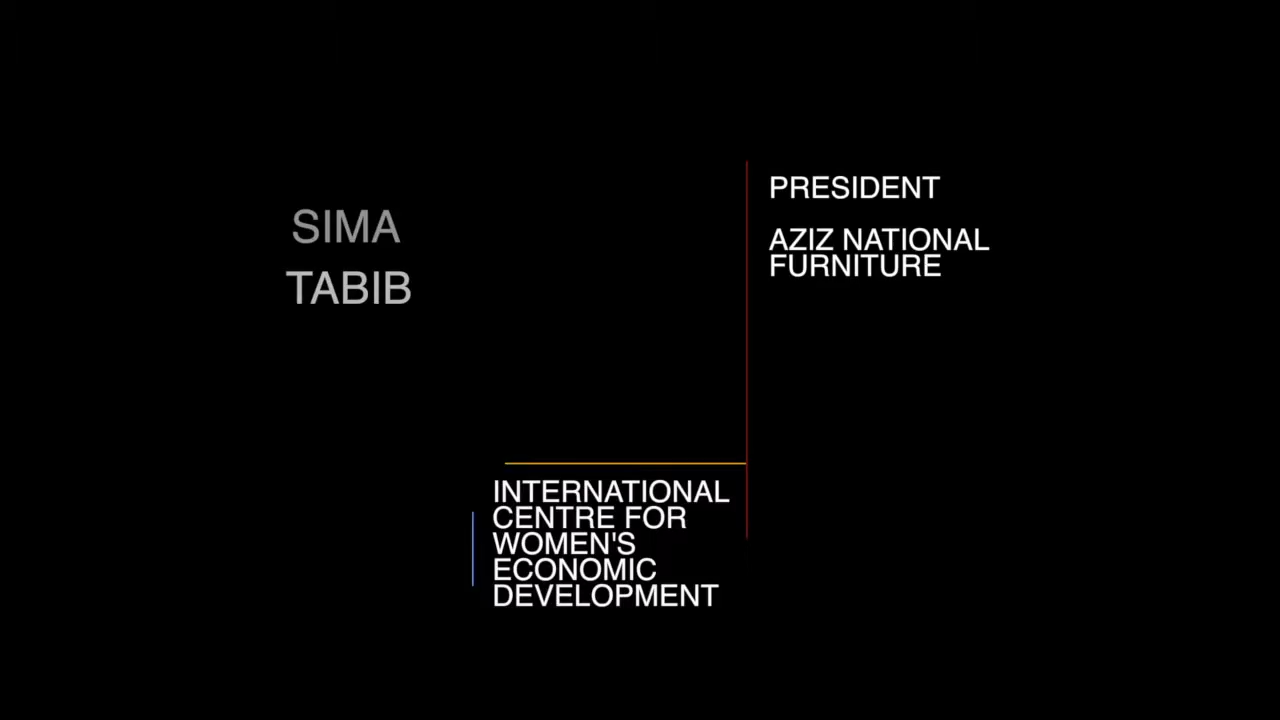 SIMA
TABIB
PRESIDENT
AZIZ NATIONAL
FURNITURE
INTERNATIONAL
CENTRE FOR
WOMEN'S
ECONOMIC
DEVELOPMENT